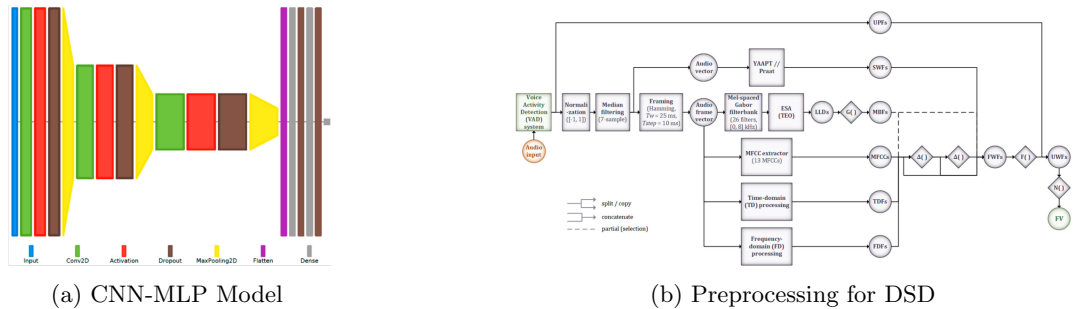 Input
Conv2D
Activation
Dropout
MaxPooling2D
Flatten
Dense
(a) CNN-MLP Model
UPFs
Audio
vector
YAAPT //
Praat
SWFs
Voice
Activity
Detection
(VAD)
system
Normali
-zation
([-1, 1])
Median
filtering
(7-sample)
Framing
(Hamming,
Tw = 25 ms,
Tstep = 10 ms)
Audio
frame
vector
Mel-spaced
Gabor
filterbank
(26 filters,
[0, 8] kHz)
ESA
(TEO)
LLDs
G( )
MBFs
Audio
input
MFCC extractor
(13 MFCCs)
MFCCs
Δ( )
Δ( )
FWFs
F( )
UWFs
Time-domain
(TD) processing
TDFs
N( )
FV
Frequency-
domain (FD)
processing
FDFs
split / copy
concatenate
partial (selection)
(b) Preprocessing for DSD